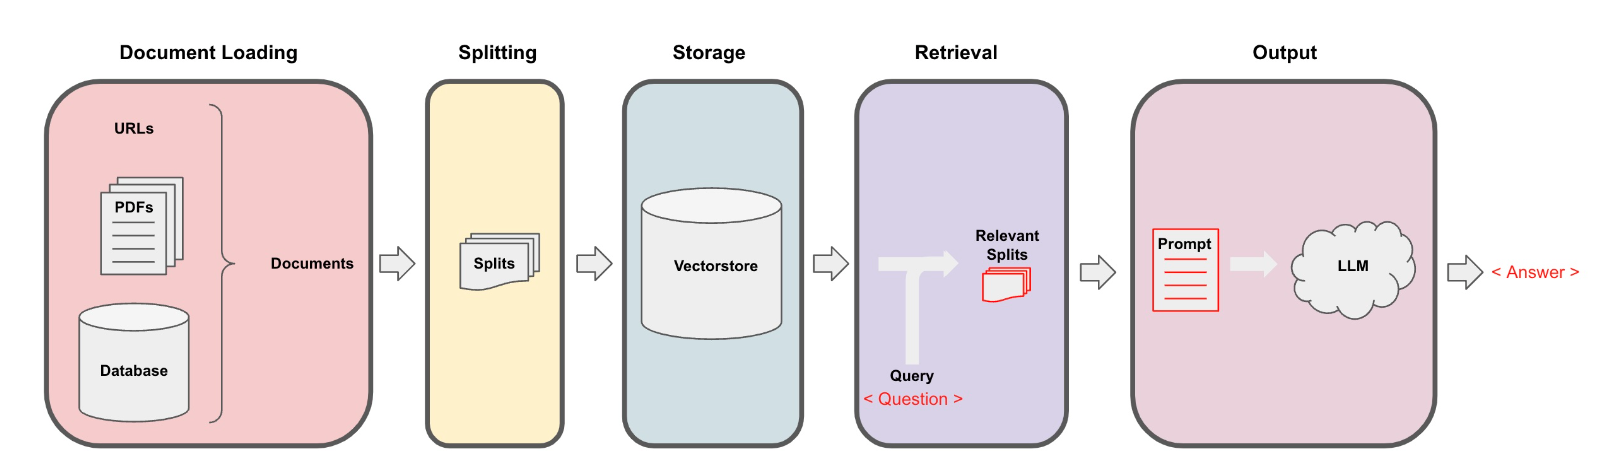 Document Loading
Splitting
Storage
Retrieval
Output
URLs
PDFs
Documents
Database
Splits
Vectorstore
Relevant
Splits
Query
< Question >
Prompt
LLM
< Answer >